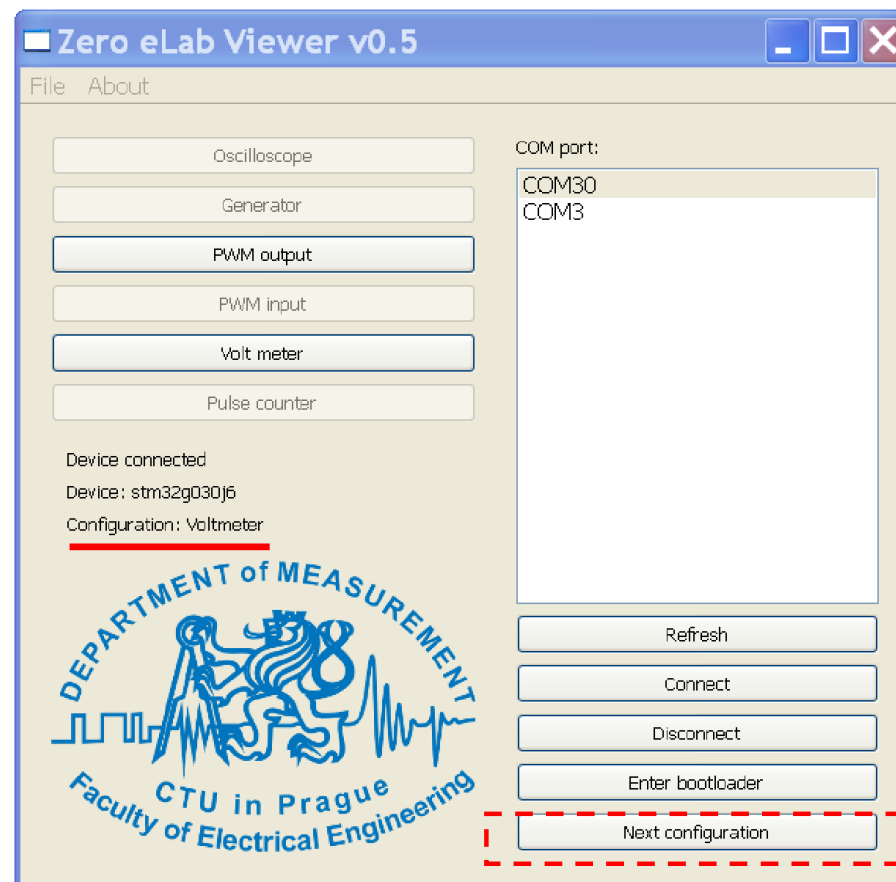 Zero eLab Viewer v0.5
File About
Oscilloscope
Generator
PWM output
PWM input
Volt meter
Pulse counter
Device connected
Device: stm32g030j6
Configuration: Voltmeter
DEPARTMENT of MEASUREMENT
CTU in Prague
Faculty of Electrical Engineering
COM port:
COM30
COM3
Refresh
Connect
Disconnect
Enter bootloader
Next configuration